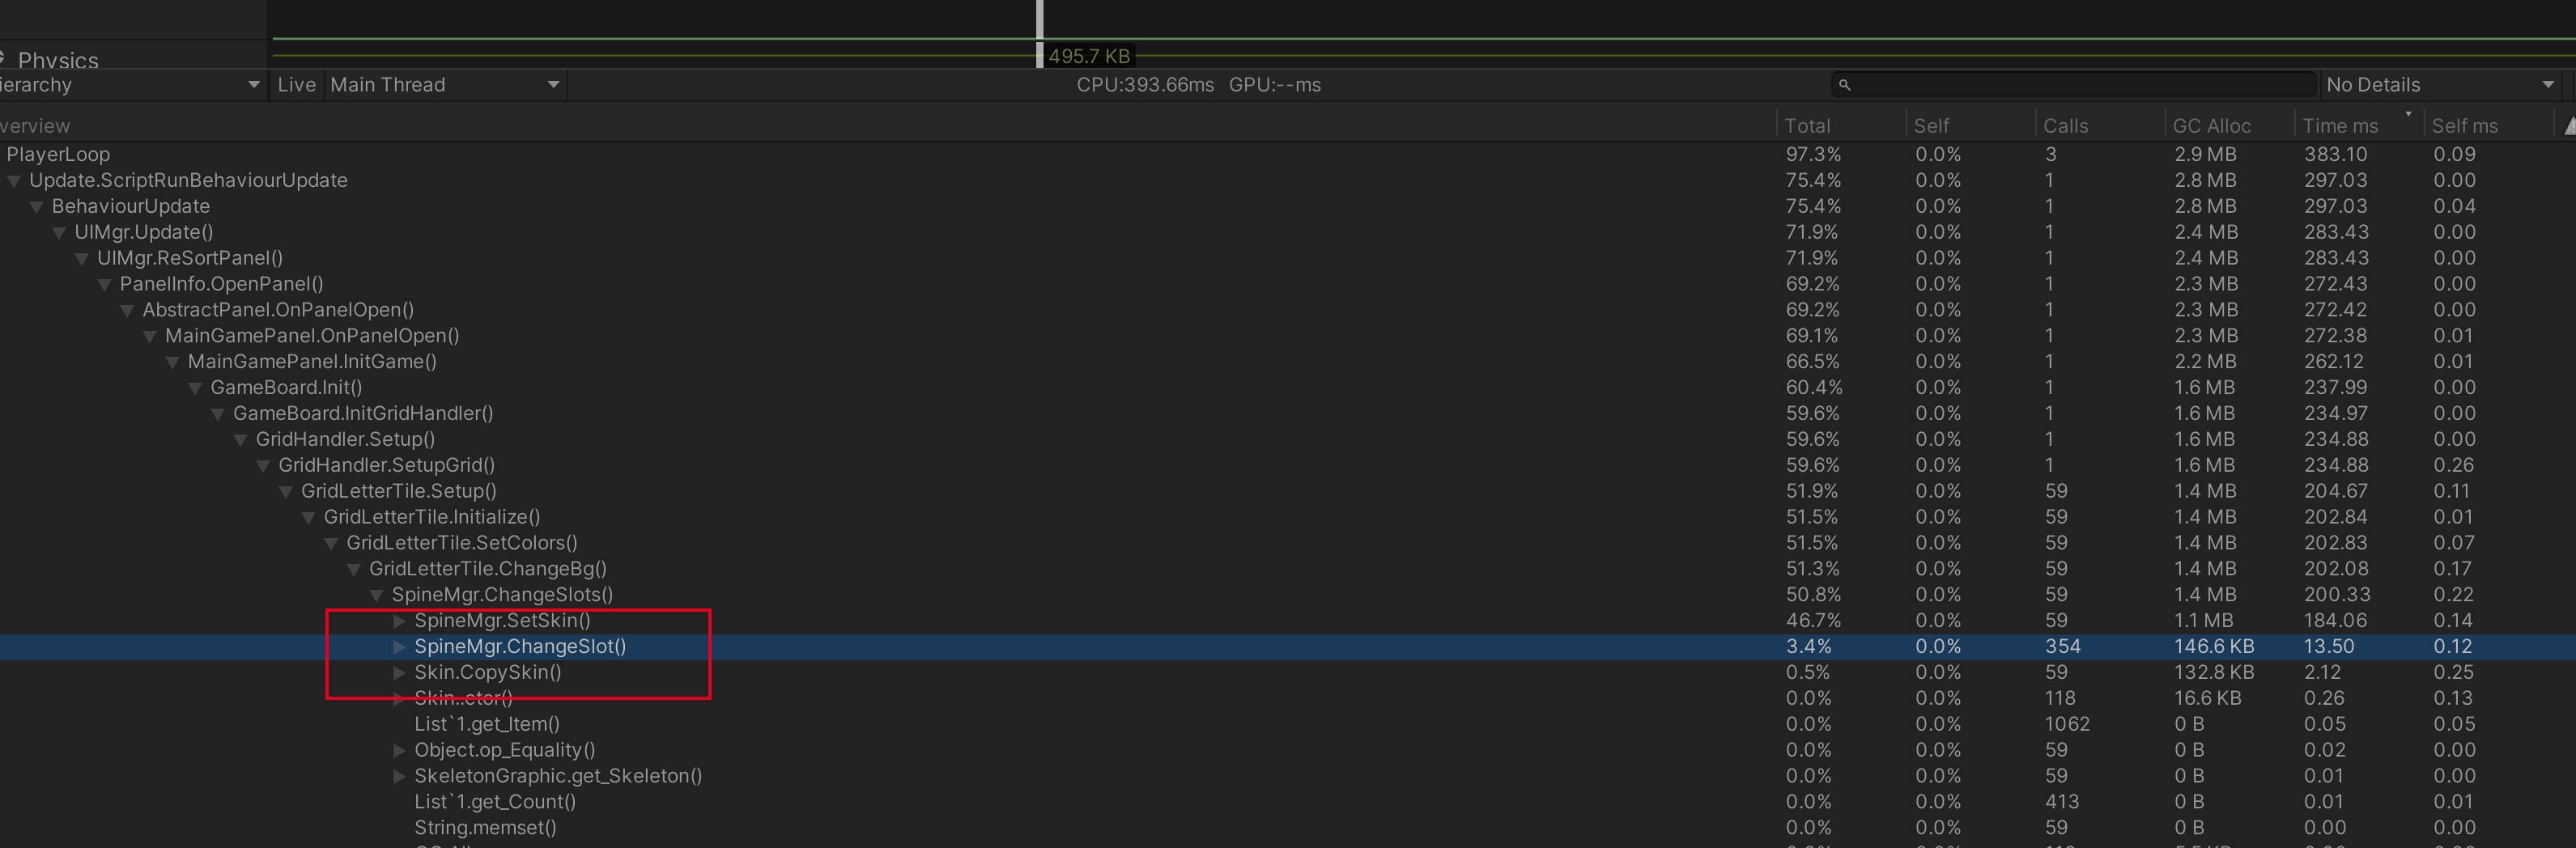 495.7 KB
Physics
ierarchy Live Main Thread CPU:393.66ms GPU:--ms No Details
verview Total Self Calls GC Alloc Time ms Self ms
PlayerLoop 97.3% 0.0% 3 2.9 MB 383.10 0.09
Update.ScriptRunBehaviourUpdate 75.4% 0.0% 1 2.8 MB 297.03 0.00
BehaviourUpdate 75.4% 0.0% 1 2.8 MB 297.03 0.04
UIMgr.Update() 71.9% 0.0% 1 2.4 MB 283.43 0.00
UIMgr.ReSortPanel() 71.9% 0.0% 1 2.4 MB 283.43 0.00
PanelInfo.OpenPanel() 69.2% 0.0% 1 2.3 MB 272.43 0.00
AbstractPanel.OnPanelOpen() 69.2% 0.0% 1 2.3 MB 272.42 0.00
MainGamePanel.OnPanelOpen() 69.1% 0.0% 1 2.3 MB 272.38 0.01
MainGamePanel.InitGame() 66.5% 0.0% 1 2.2 MB 262.12 0.01
GameBoard.Init() 60.4% 0.0% 1 1.6 MB 237.99 0.00
GameBoard.InitGridHandler() 59.6% 0.0% 1 1.6 MB 234.97 0.00
GridHandler.Setup() 59.6% 0.0% 1 1.6 MB 234.88 0.00
GridHandler.SetupGrid() 59.6% 0.0% 1 1.6 MB 234.88 0.26
GridLetterTile.Setup() 51.9% 0.0% 59 1.4 MB 204.67 0.11
GridLetterTile.Initialize() 51.5% 0.0% 59 1.4 MB 202.84 0.01
GridLetterTile.SetColors() 51.5% 0.0% 59 1.4 MB 202.83 0.07
GridLetterTile.ChangeBg() 51.3% 0.0% 59 1.4 MB 202.08 0.17
SpineMgr.ChangeSlots() 50.8% 0.0% 59 1.4 MB 200.33 0.22
SpineMgr.SetSkin() 46.7% 0.0% 59 1.1 MB 184.06 0.14
SpineMgr.ChangeSlot() 3.4% 0.0% 354 146.6 KB 13.50 0.12
Skin.CopySkin() 0.5% 0.0% 59 132.8 KB 2.12 0.25
Skin..ctor() 0.0% 0.0% 118 16.6 KB 0.26 0.13
List`1.get_Item() 0.0% 0.0% 1062 0 B 0.05 0.05
Object.op_Equality() 0.0% 0.0% 59 0 B 0.02 0.00
SkeletonGraphic.get_Skeleton() 0.0% 0.0% 59 0 B 0.01 0.00
List`1.get_Count() 0.0% 0.0% 413 0 B 0.01 0.01
String.memset() 0.0% 0.0% 59 0 B 0.00 0.00